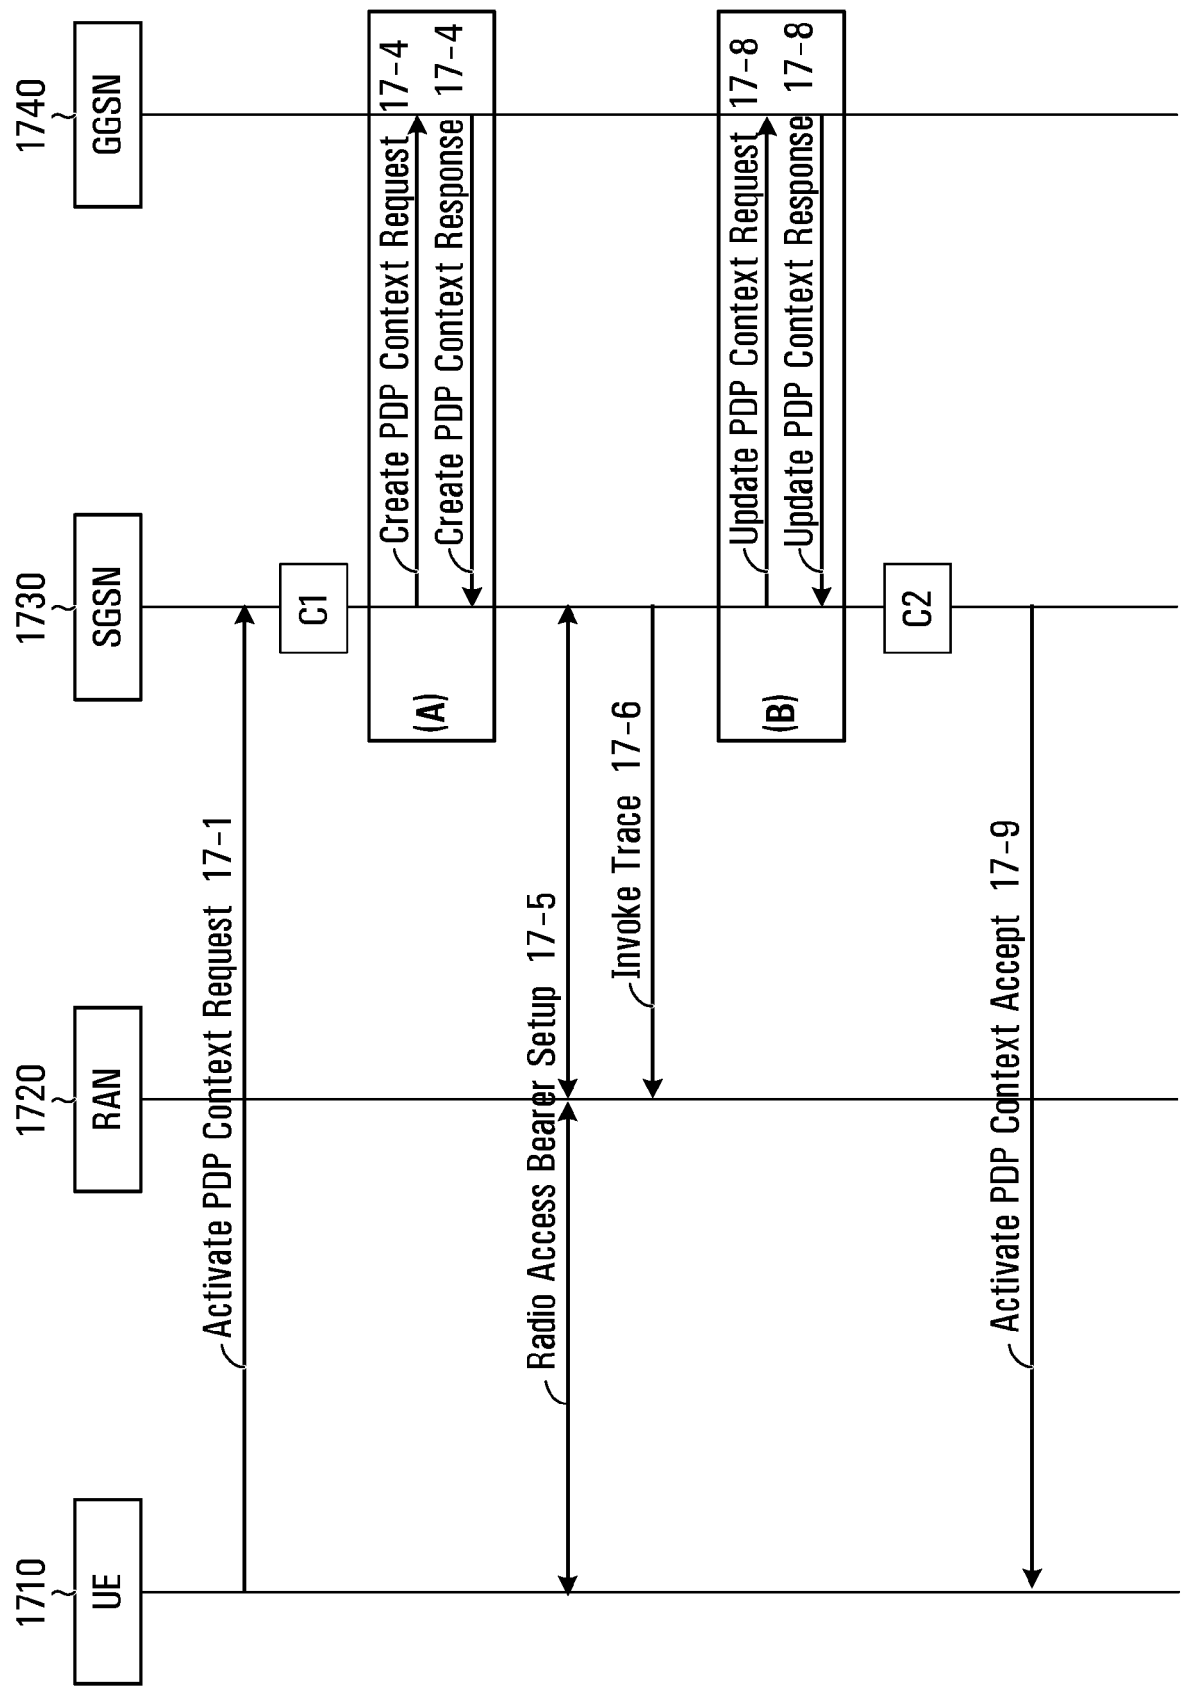 1710
UE
1720
RAN
1730
SGSN
1740
GGSN
Activate PDP Context Request 17-1
C1
(A)
Create PDP Context Request 17-4
Create PDP Context Response 17-4
Radio Access Bearer Setup 17-5
Invoke Trace 17-6
(B)
Update PDP Context Request 17-8
Update PDP Context Response 17-8
C2
Activate PDP Context Accept 17-9